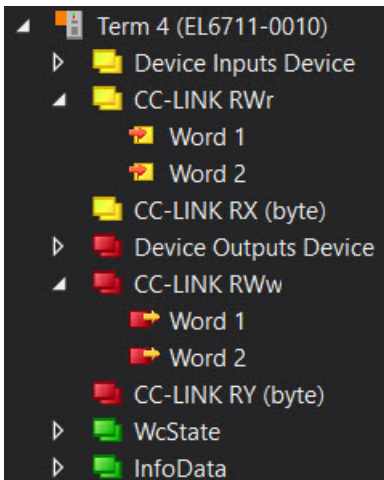 Term 4 (EL6711-0010)
Device Inputs Device
CC-LINK RWr
Word 1
Word 2
CC-LINK RX (byte)
Device Outputs Device
CC-LINK RWw
Word 1
Word 2
CC-LINK RY (byte)
WcState
InfoData